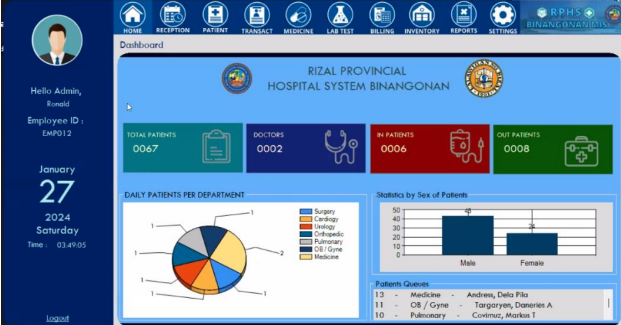 HOME
RECEPTION
PATIENT
TRANSACT
MEDICINE
LAB TEST
BILLING
INVENTORY
REPORTS
SETTINGS
RPHS
Dashboard
Hello Admin,
Ronald
Employee ID :
EMP012
January
27
2024
Saturday
Time : 03:49:05
Logout
RIZAL PROVINCIAL
HOSPITAL SYSTEM BINANGONAN
TOTAL PATIENTS
0067
DOCTORS
0002
IN PATIENTS
0006
OUT PATIENTS
0008
DAILY PATIENTS PER DEPARTMENT
1
1
1
1
1
1
2
Surgery
Cardiology
Urology
Orthopedic
Pulmonary
OB / Gyne
Medicine
Statistics by Sex of Patients
50
40
30
20
10
0
24
Male
Female
Patients Queues
13 - Medicine - Andress, Dela Pila
11 - OB / Gyne - Targaryen, Daneries A
10 - Pulmonary - Markus T